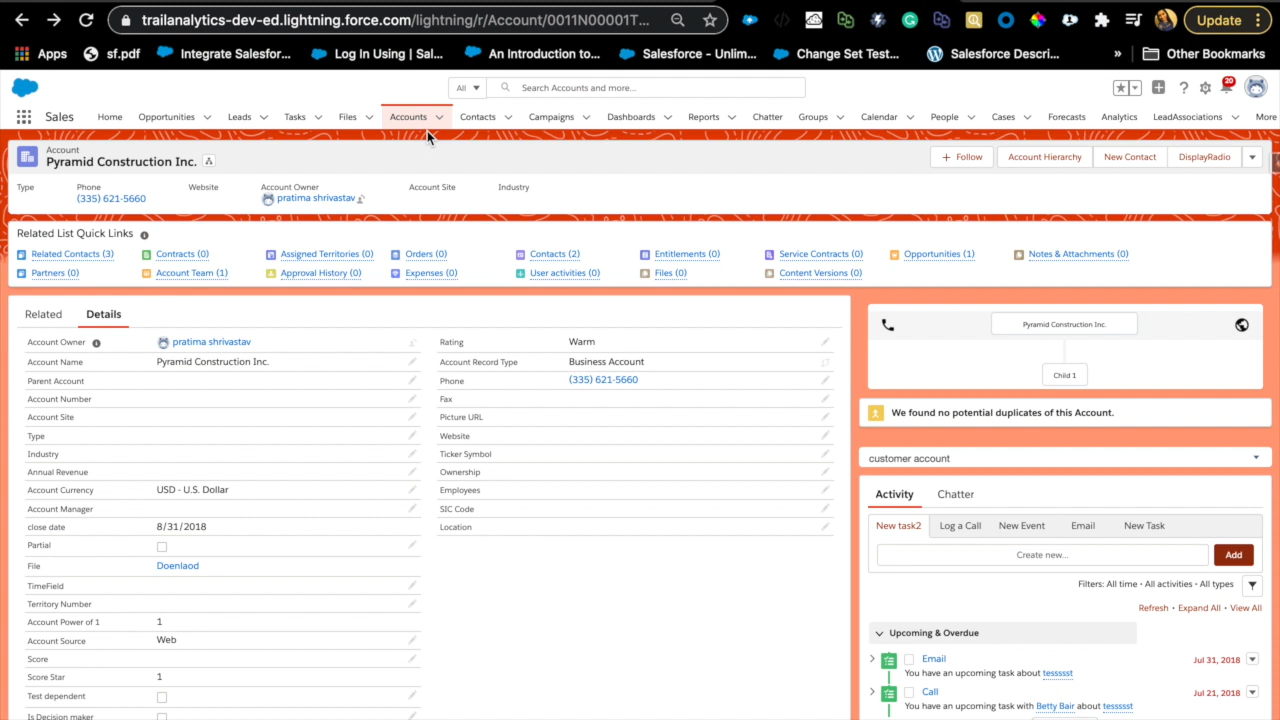 trailanalytics-dev-ed.lightning.force.com/lightning/r/Account/0011N00001T...
Update
Apps sf.pdf Integrate Salesfor... Log In Using | Sal... An Introduction to... Salesforce - Unlim... Change Set Test... Salesforce Descri... » Other Bookmarks
All Search Accounts and more... 20
Sales Home Opportunities Leads Tasks Files Accounts Contacts Campaigns Dashboards Reports Chatter Groups Calendar People Cases Forecasts Analytics LeadAssociations More
Account
Pyramid Construction Inc.
+ Follow Account Hierarchy New Contact DisplayRadio
Type Phone Website Account Owner Account Site Industry
(335) 621-5660 pratima shrivastav
Related List Quick Links
Related Contacts (3) Contracts (0) Assigned Territories (0) Orders (0) Contacts (2) Entitlements (0) Service Contracts (0) Opportunities (1) Notes & Attachments (0)
Partners (0) Account Team (1) Approval History (0) Expenses (0) User activities (0) Files (0) Content Versions (0)
Related Details
Account Owner pratima shrivastav
Account Name Pyramid Construction Inc.
Parent Account
Account Number
Account Site
Type
Industry
Annual Revenue
Account Currency USD - U.S. Dollar
Account Manager
close date 8/31/2018
Partial
File Doenlaod
TimeField
Territory Number
Account Power of 1 1
Account Source Web
Score
Score Star 1
Test dependent
Is Decision maker
Rating Warm
Account Record Type Business Account
Phone (335) 621-5660
Fax
Picture URL
Website
Ticker Symbol
Ownership
Employees
SIC Code
Location
Pyramid Construction Inc.
Child 1
We found no potential duplicates of this Account.
customer account
Activity Chatter
New task2 Log a Call New Event Email New Task
Create new... Add
Filters: All time • All activities • All types
Refresh • Expand All • View All
Upcoming & Overdue
Email Jul 31, 2018
You have an upcoming task about tesssst
Call Jul 21, 2018
You have an upcoming task with Betty Bair about tesssst